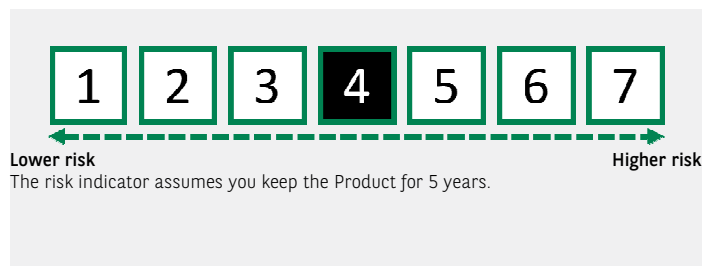 1 2 3 4 5 6 7
Lower risk Higher risk
The risk indicator assumes you keep the Product for 5 years.